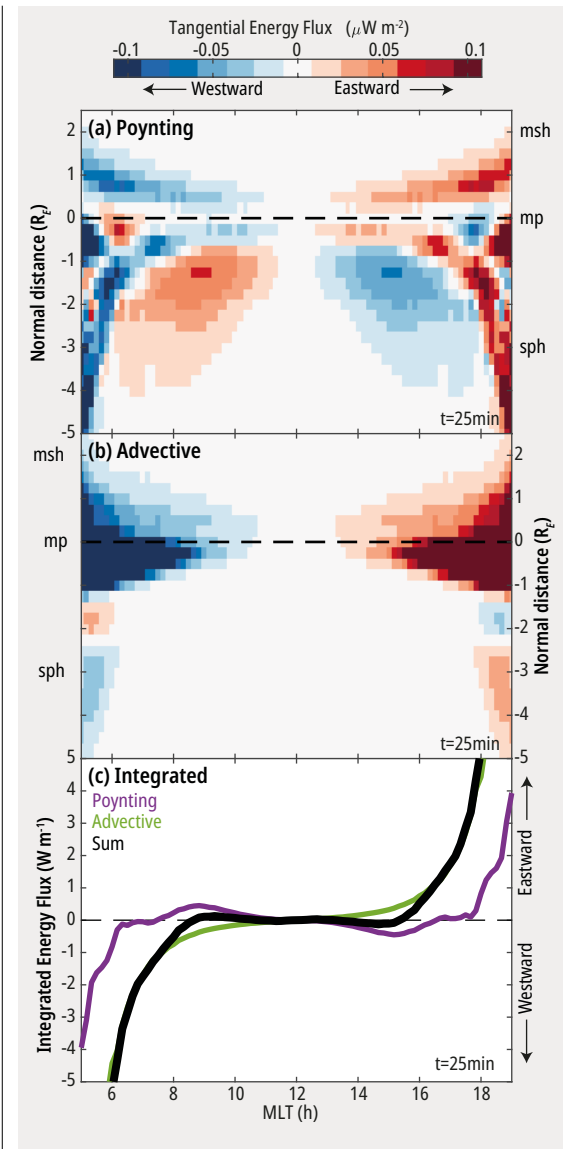 Tangential Energy Flux (μW m-2)
-0.1 -0.05 0 0.05 0.1
Westward Eastward
(a) Poynting
2
1
0
-1
-2
-3
-4
-5
Normal distance (RE)
msh
mp
sph
t=25min
(b) Advective
msh
mp
sph
2
1
0
-1
-2
-3
-4
-5
Normal distance (RE)
t=25min
(c) Integrated
Poynting
Advective
Sum
5
4
3
2
1
0
-1
-2
-3
-4
-5
Integrated Energy Flux (W m-1)
Eastward
Westward
t=25min
6 8 10 12 14 16 18
MLT (h)